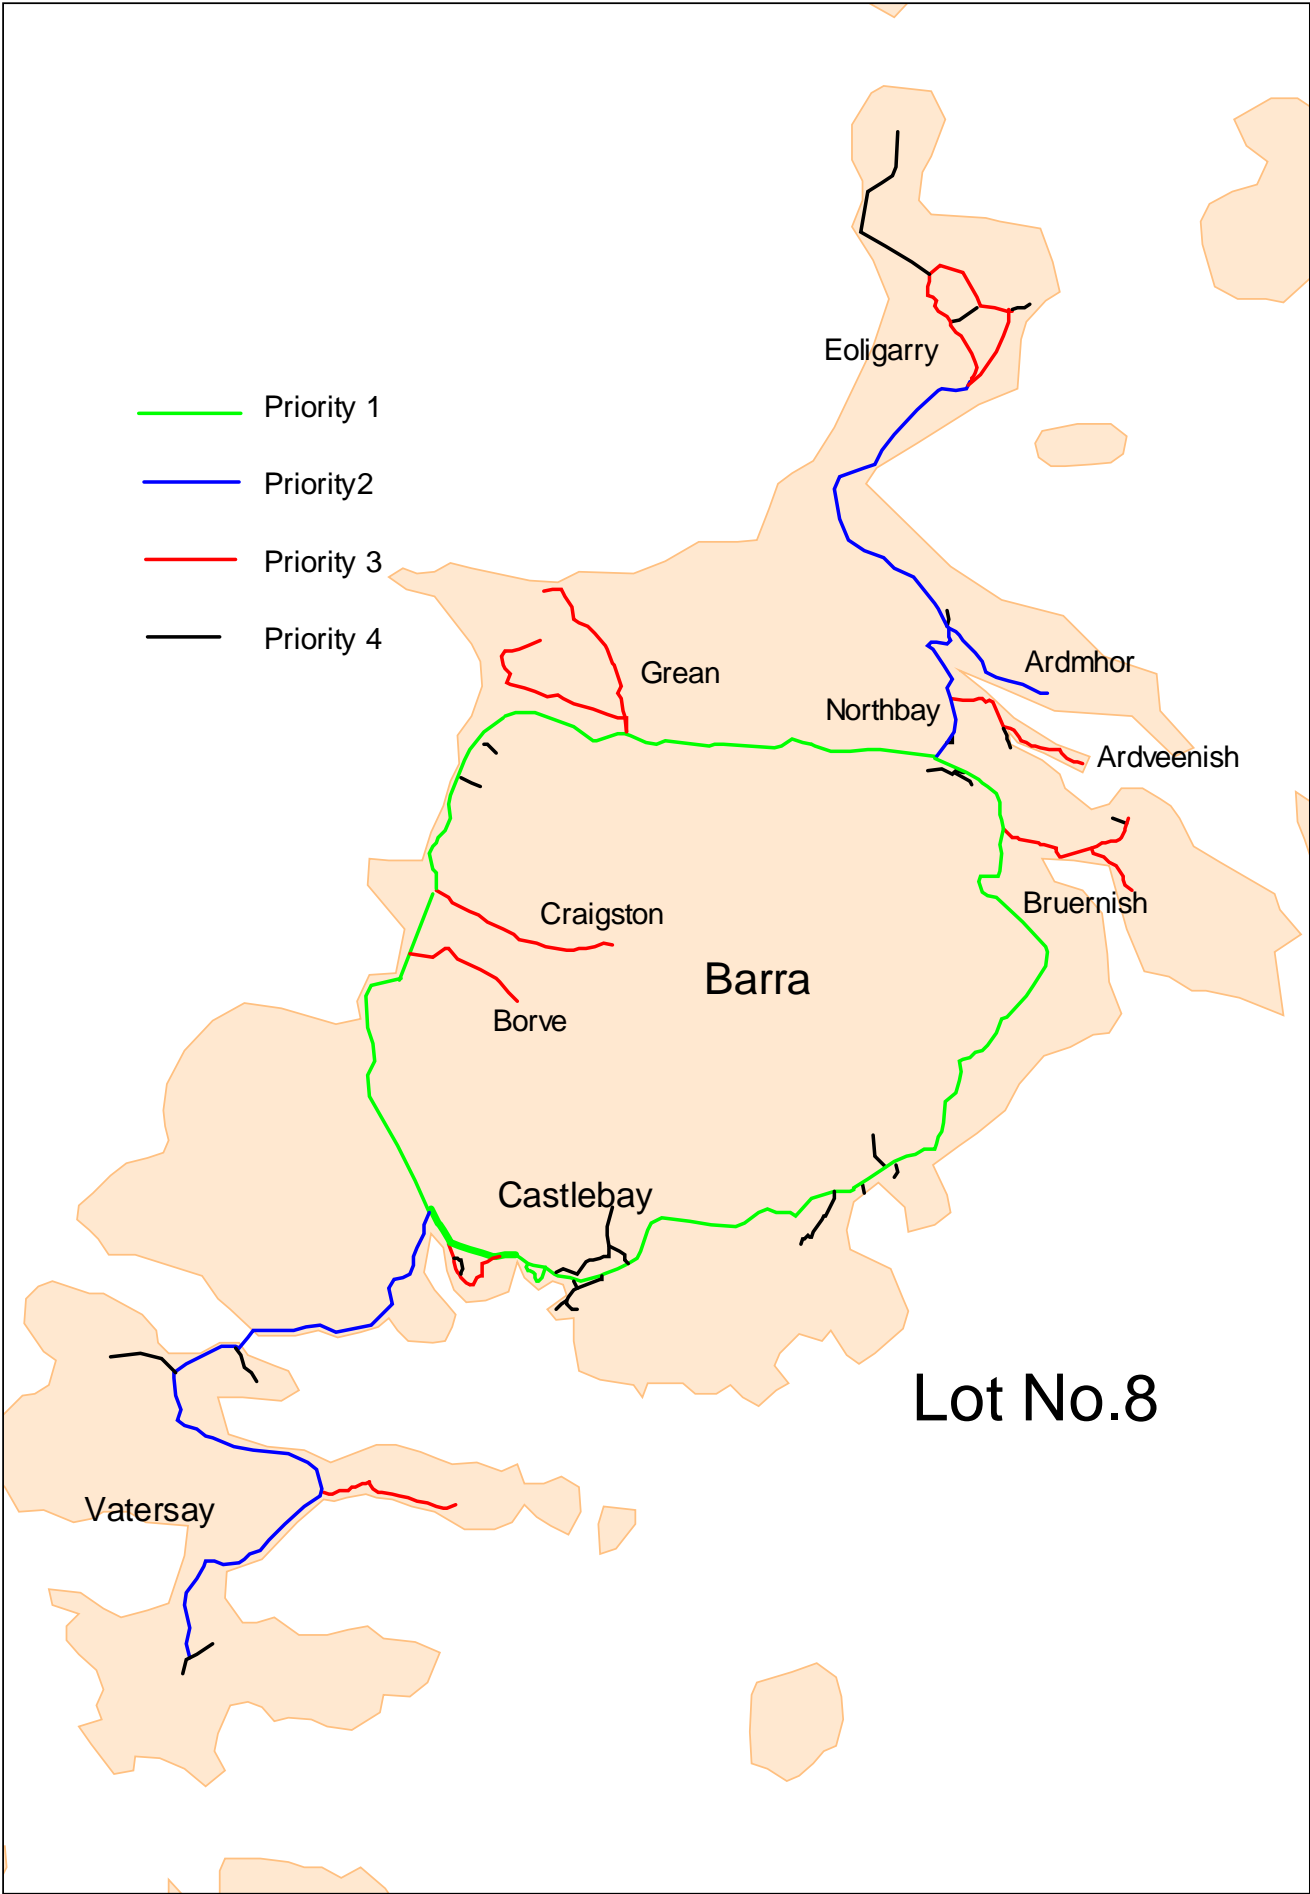 Eoligarry
Priority 1
Priority2
Priority 3
Priority 4
Ardmhor
Grean
Northbay
Ardveenish
Bruernish
Craigston
Barra
Borve
Castlebay
Lot No.8
Vatersay